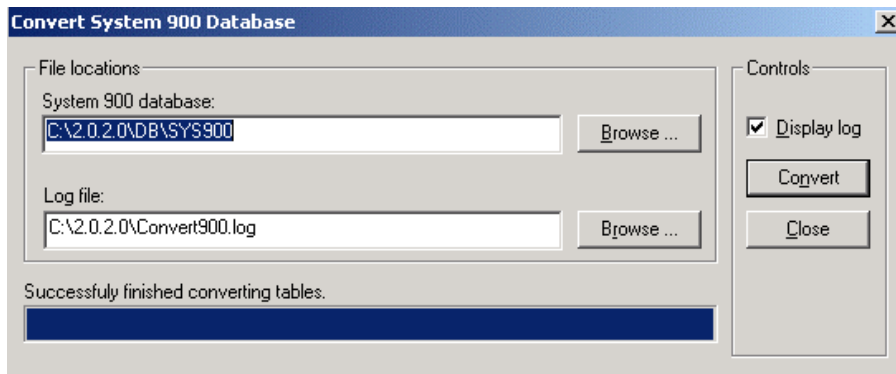 Convert System 900 Database
File locations
System 900 database:
C:\2.0.2.0\DB\SYS900
Browse ...
Log file:
C:\2.0.2.0\Convert900.log
Browse ...
Successfuly finished converting tables.
Controls
Display log
Convert
Close